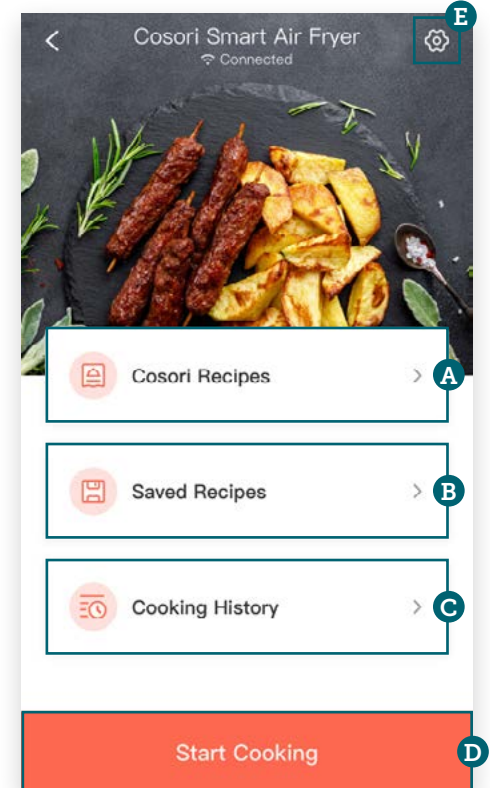 E
Cosori Smart Air Fryer
Connected
Cosori Recipes
A
Saved Recipes
B
Cooking History
C
Start Cooking
D